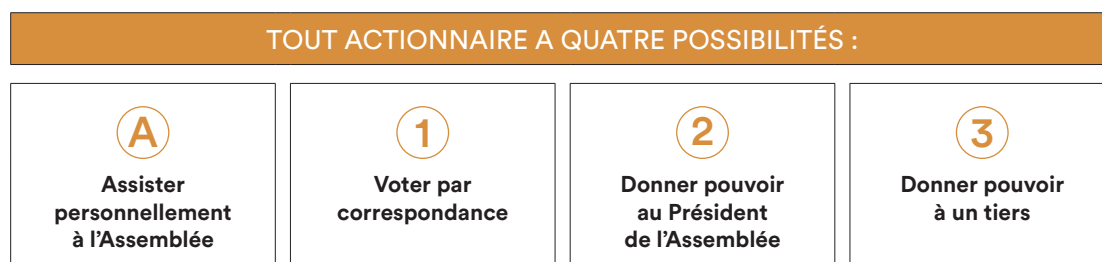 TOUT ACTIONNAIRE A QUATRE POSSIBILITÉS :
A
Assister
personnellement
à l’Assemblée
1
Voter par
correspondance
2
Donner pouvoir
au Président
de l’Assemblée
3
Donner pouvoir
à un tiers